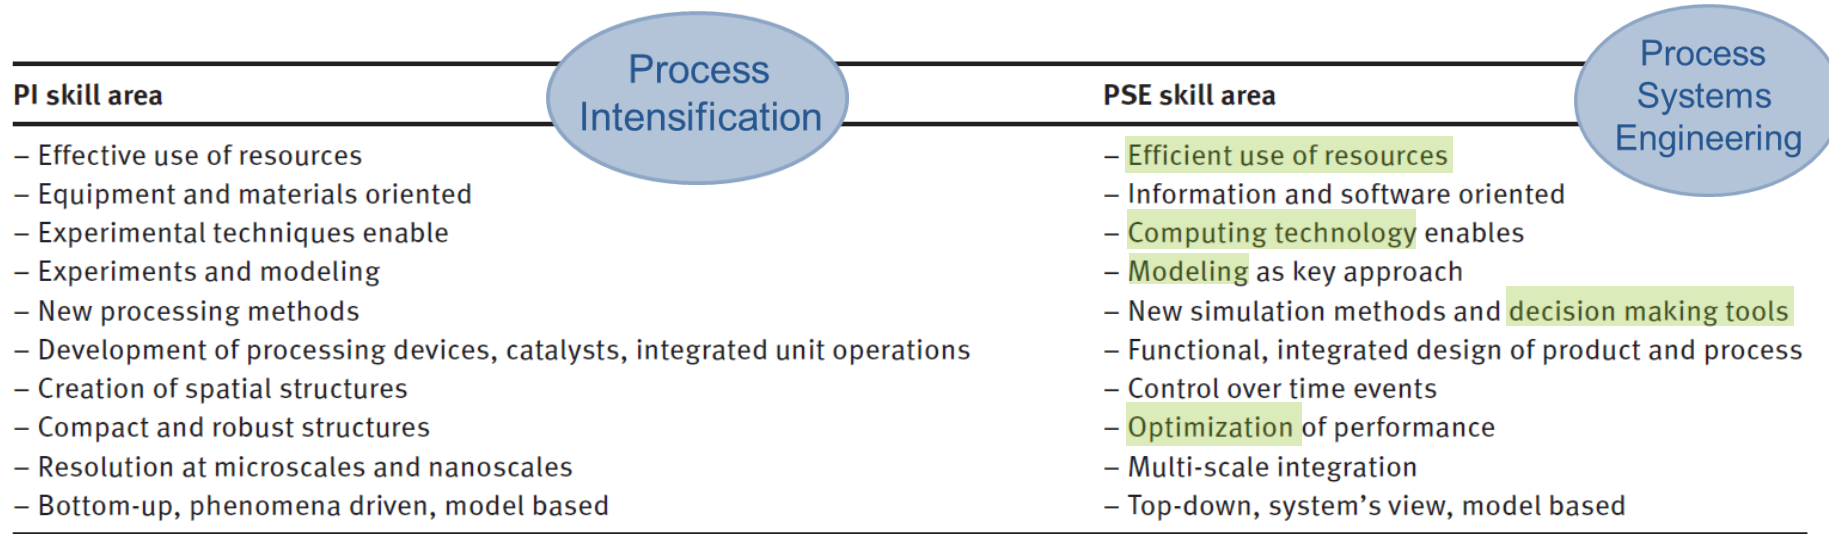 Process
Intensification
Process
Systems
Engineering
PI skill area
PSE skill area
– Effective use of resources
– Equipment and materials oriented
– Experimental techniques enable
– Experiments and modeling
– New processing methods
– Development of processing devices, catalysts, integrated unit operations
– Creation of spatial structures
– Compact and robust structures
– Resolution at microscales and nanoscales
– Bottom-up, phenomena driven, model based
– Efficient use of resources
– Information and software oriented
– Computing technology enables
– Modeling as key approach
– New simulation methods and decision making tools
– Functional, integrated design of product and process
– Control over time events
– Optimization of performance
– Multi-scale integration
– Top-down, system’s view, model based